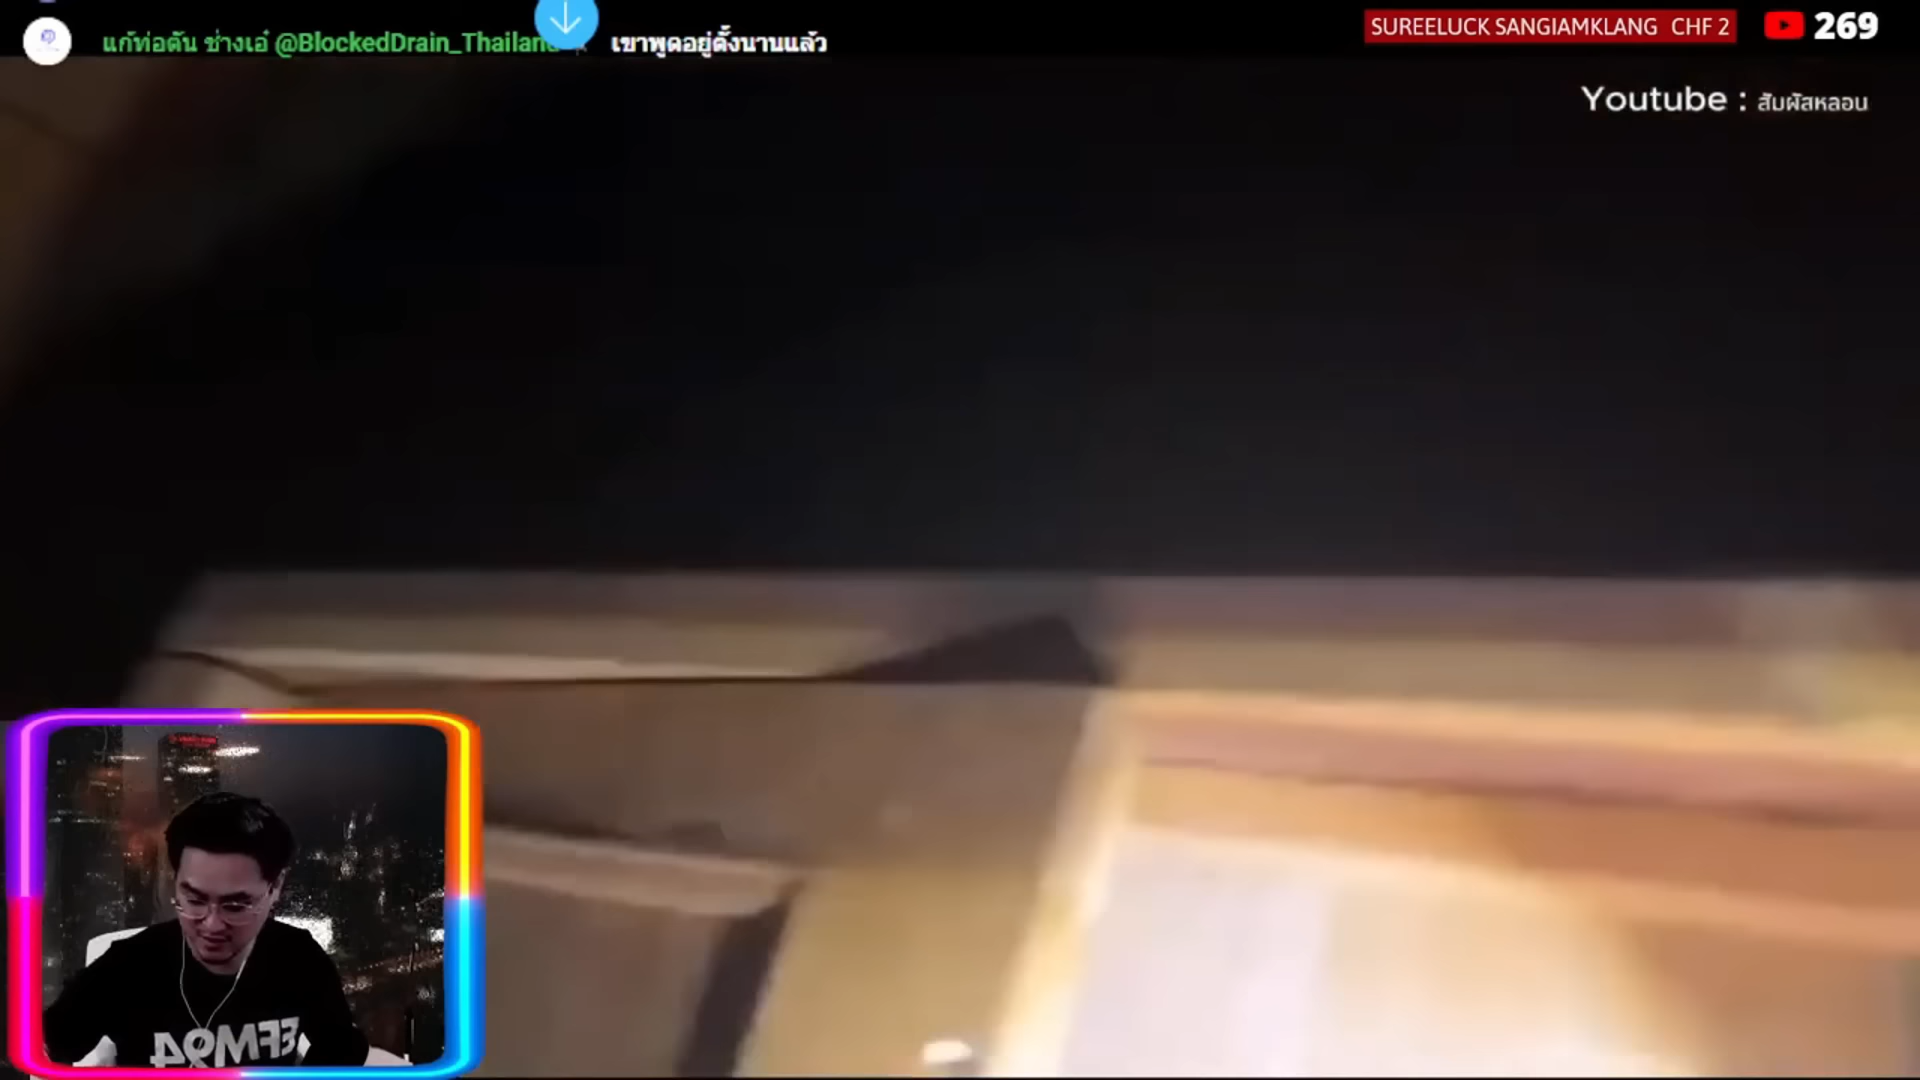 แก้ท่อตัน ช่างเอ๋ @BlockedDrain_Thailand เขาพูดอยู่ตั้งนานแล้ว
SUREELUCK SANGIAMKLANG CHF 2
269
Youtube : สัมผัสหลอน
EFM94